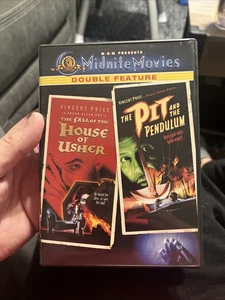 MGM PRESENTS
Midnite Movies
DOUBLE FEATURE
VINCENT PRICE
THE FALL OF THE
HOUSE OF
USHER
VINCENT PRICE
THE PIT
AND THE
PENDULUM